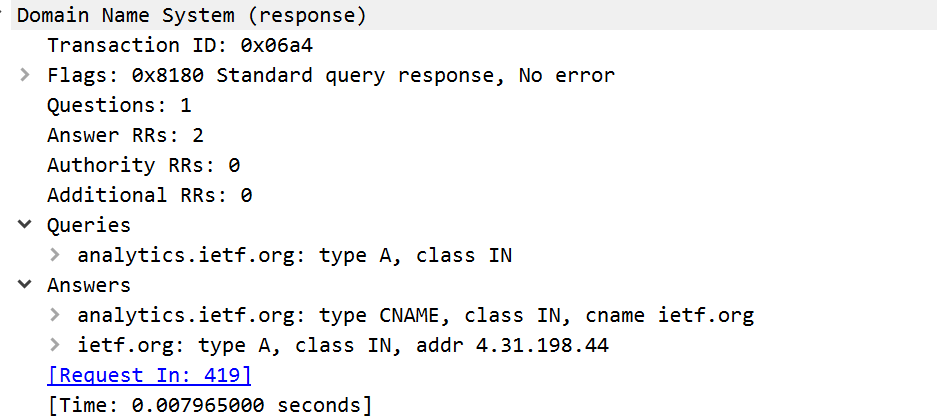 Domain Name System (response)
Transaction ID: 0x06a4
Flags: 0x8180 Standard query response, No error
Questions: 1
Answer RRs: 2
Authority RRs: 0
Additional RRs: 0
Queries
analytics.ietf.org: type A, class IN
Answers
analytics.ietf.org: type CNAME, class IN, cname ietf.org
ietf.org: type A, class IN, addr 4.31.198.44
[Request In: 419]
[Time: 0.007965000 seconds]